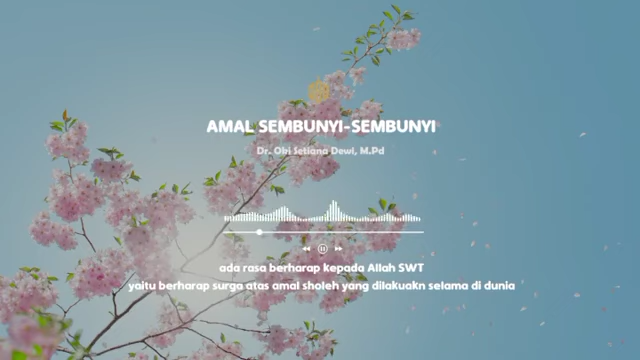 AMAL SEMBUNYI-SEMBUNYI
Dr. Oki Setiana Dewi, M.Pd
ada rasa berharap kepada Allah SWT
yaitu berharap surga atas amal sholeh yang dilakuakn selama di dunia